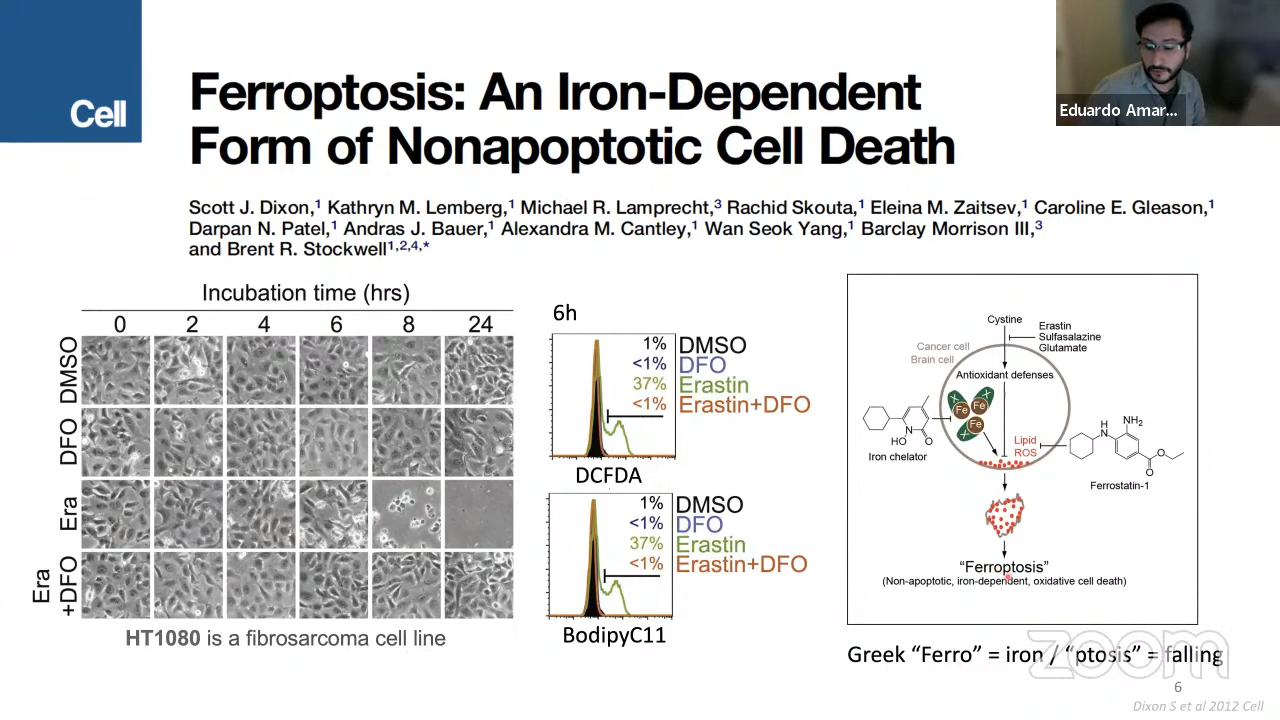 Cell
Ferroptosis: An Iron-Dependent
Form of Nonapoptotic Cell Death
Eduardo Amar...
Scott J. Dixon,1 Kathryn M. Lemberg,1 Michael R. Lamprecht,3 Rachid Skouta,1 Eleina M. Zaitsev,1 Caroline E. Gleason,1
Darpan N. Patel,1 Andras J. Bauer,1 Alexandra M. Cantley,1 Wan Seok Yang,1 Barclay Morrison III,3
and Brent R. Stockwell1,2,4,*
Incubation time (hrs)
0 2 4 6 8 24
DMSO
DFO
Era
Era
+DFO
HT1080 is a fibrosarcoma cell line
6h
1% DMSO
<1% DFO
37% Erastin
<1% Erastin+DFO
DCFDA
1% DMSO
<1% DFO
37% Erastin
<1% Erastin+DFO
BodipyC11
Cystine
Erastin
Sulfasalazine
Glutamate
Cancer cell
Brain cell
Antioxidant defenses
X X
Fe Fe
Fe
X
N
HO O
Iron chelator
Lipid
ROS
H
N
NH2
O
O
Ferrostatin-1
“Ferroptosis”
(Non-apoptotic, iron-dependent, oxidative cell death)
Greek “Ferro” = iron / “ptosis” = falling
zoom
6
Dixon S et al 2012 Cell